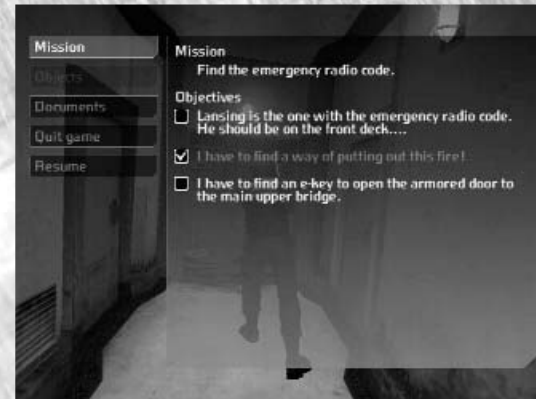 Mission
Objects
Documents
Quit game
Resume
Mission
Find the emergency radio code.
Objectives
Lansing is the one with the emergency radio code.
He should be on the front deck....
I have to find a way of putting out this fire!
I have to find an e-key to open the armored door to
the main upper bridge.